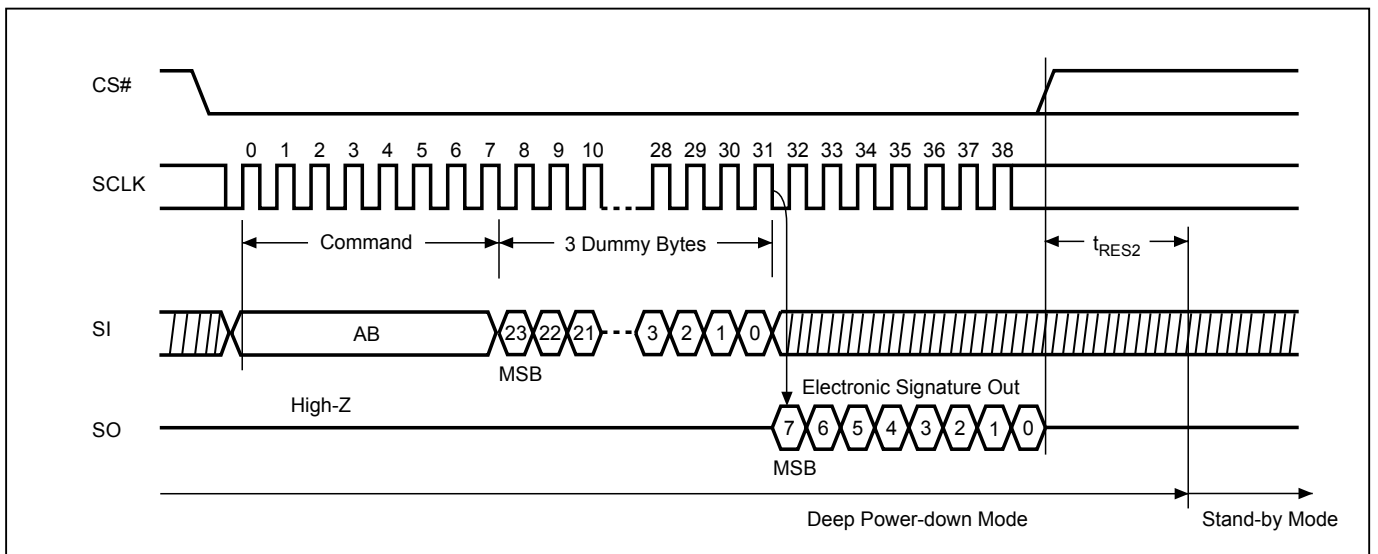 CS#
0 1 2 3 4 5 6 7 8 9 10 28 29 30 31 32 33 34 35 36 37 38
SCLK
Command 3 Dummy Bytes tRES2
SI AB 23 22 21 3 2 1 0
MSB
High-Z Electronic Signature Out
SO 7 6 5 4 3 2 1 0
MSB
Deep Power-down Mode Stand-by Mode